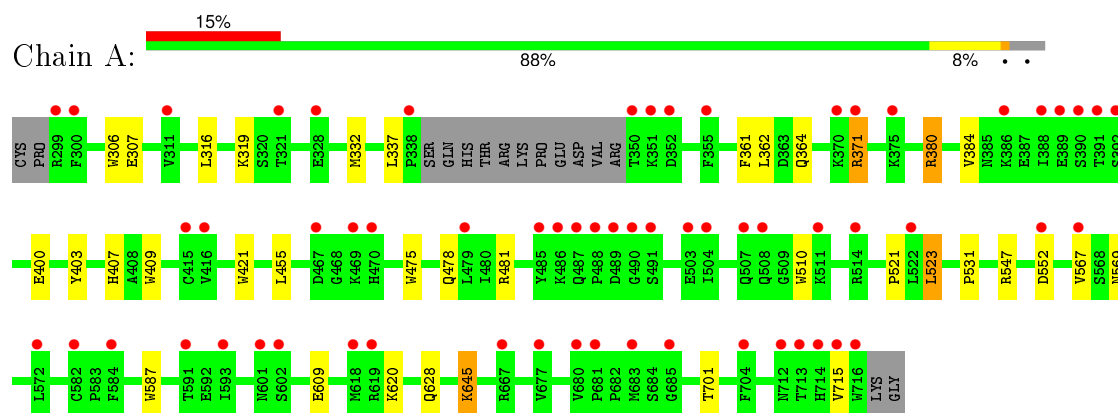 15%
Chain A:
88% 8% • •
CYS PRO R299 F300 W306 E307 V311 L316 K319 S320 T321 E328 M332 L337 P338 SER GLN HIS THR ARG LYS PRO GLU ASP VAL ARG T350 K351 D352 F355 F361 L362 D363 Q364 K370 R371 K375 R380 V384 N385 K386 E387 I388 E389 S390 T391
E400 Y403 H407 A408 W409 C415 V416 W421 L455 D467 G468 K469 H470 W475 Q478 L479 I480 R481 Y485 K486 Q487 P488 D489 G490 S491 E503 I504 Q507 Q508 G509 W510 K511 R514 P521 L522 L523 P531 R547 D552 V567 S568 N569
L572 C582 P583 F584 W587 T591 E592 I593 N601 S602 E609 M618 R619 K620 Q628 K645 R667 V677 V680 P681 P682 M683 S684 G685 T701 F704 N712 T713 H714 V715 W716 LYS GLY